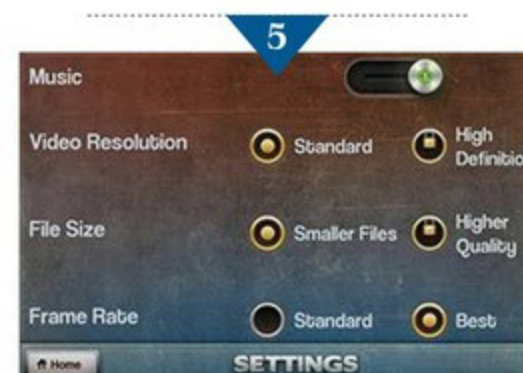 5
Music
Video Resolution Standard High
Definitio
File Size Smaller Files Higher
Quality
Frame Rate Standard Best
Home SETTINGS